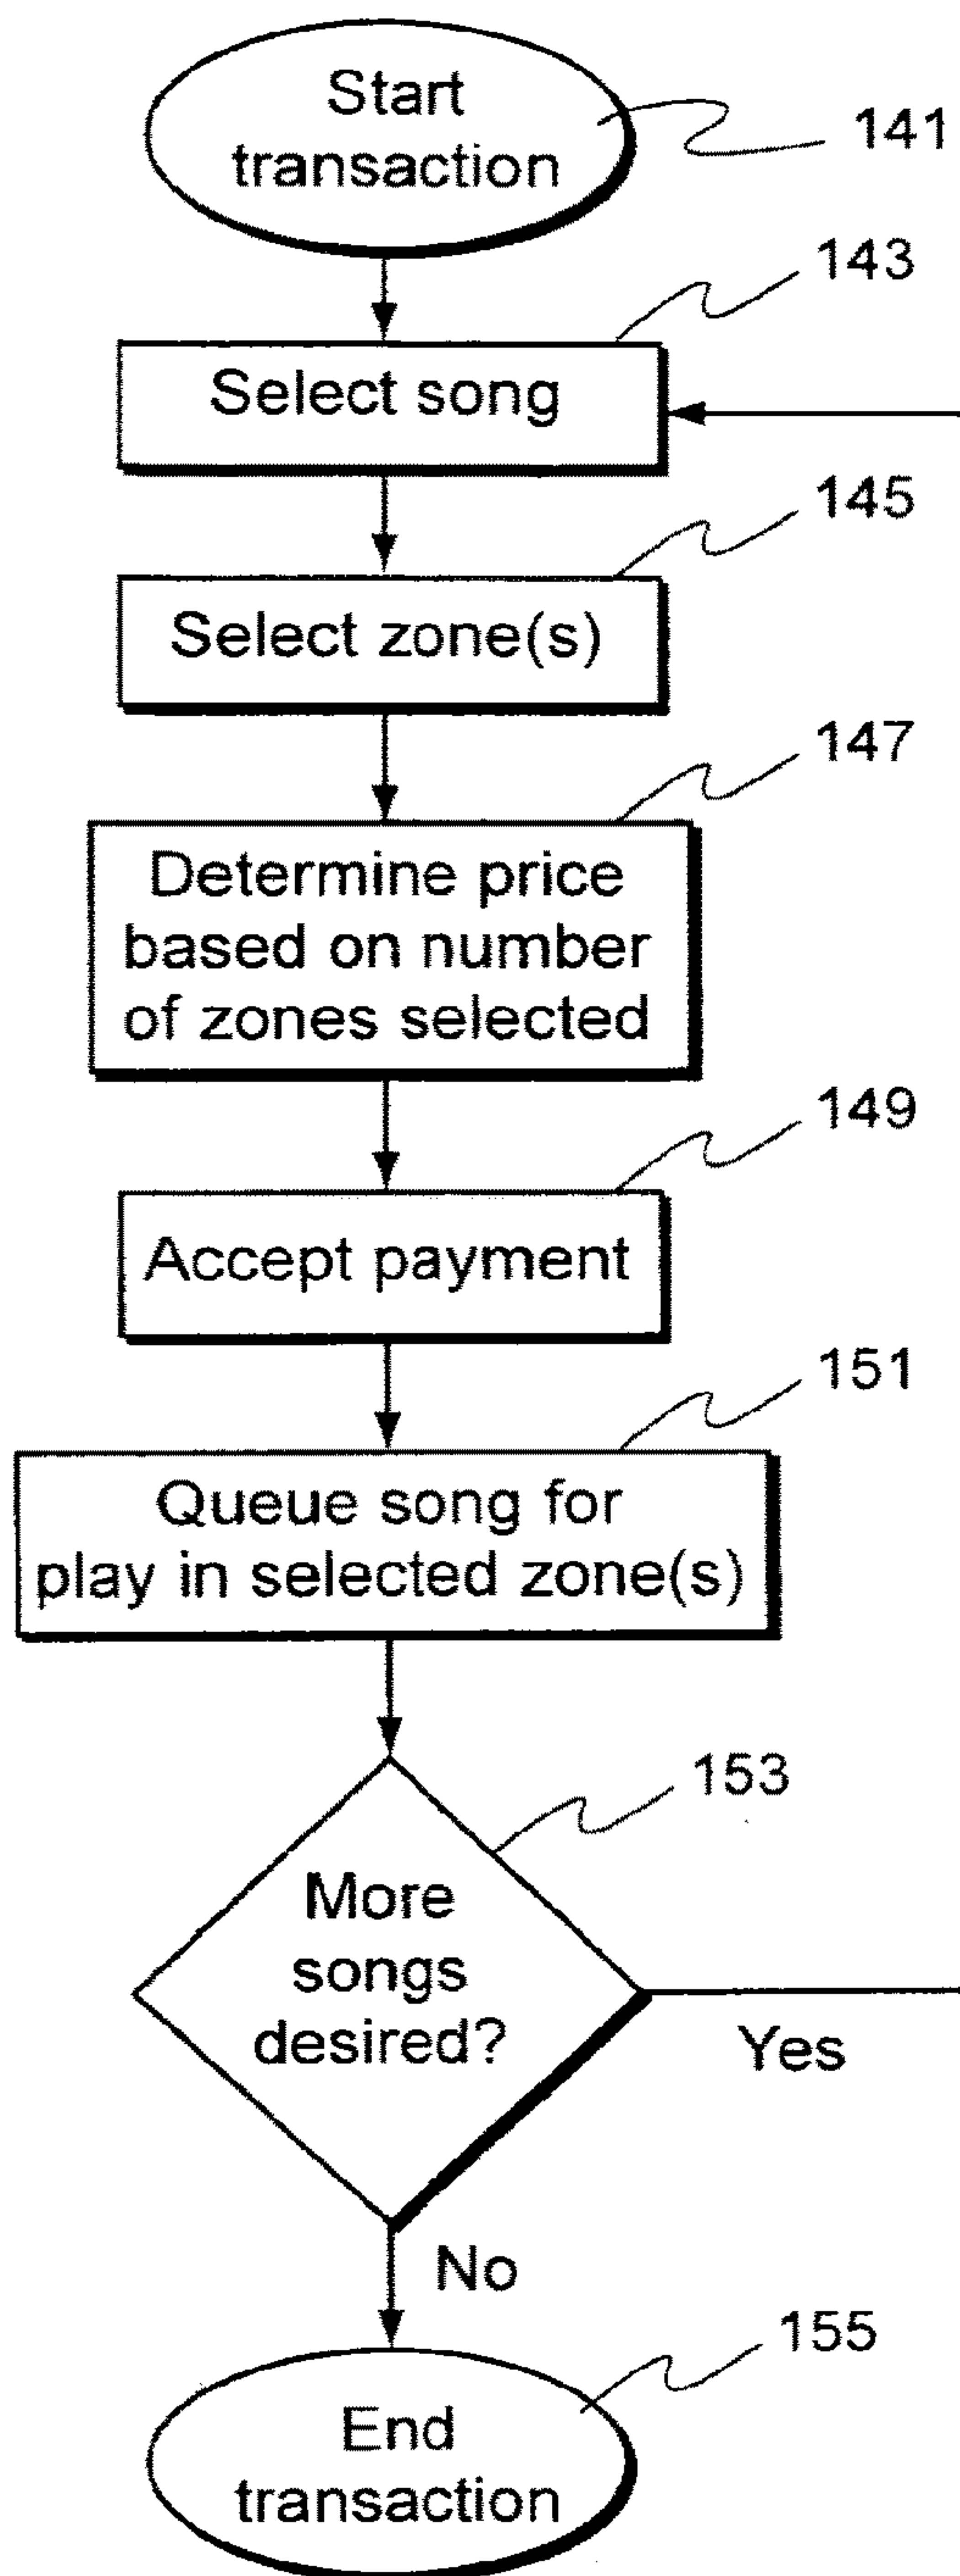 Start
transaction
141
143
Select song
145
Select zone(s)
147
Determine price
based on number
of zones selected
149
Accept payment
151
Queue song for
play in selected zone(s)
153
More
songs
desired?
Yes
No
155
End
transaction